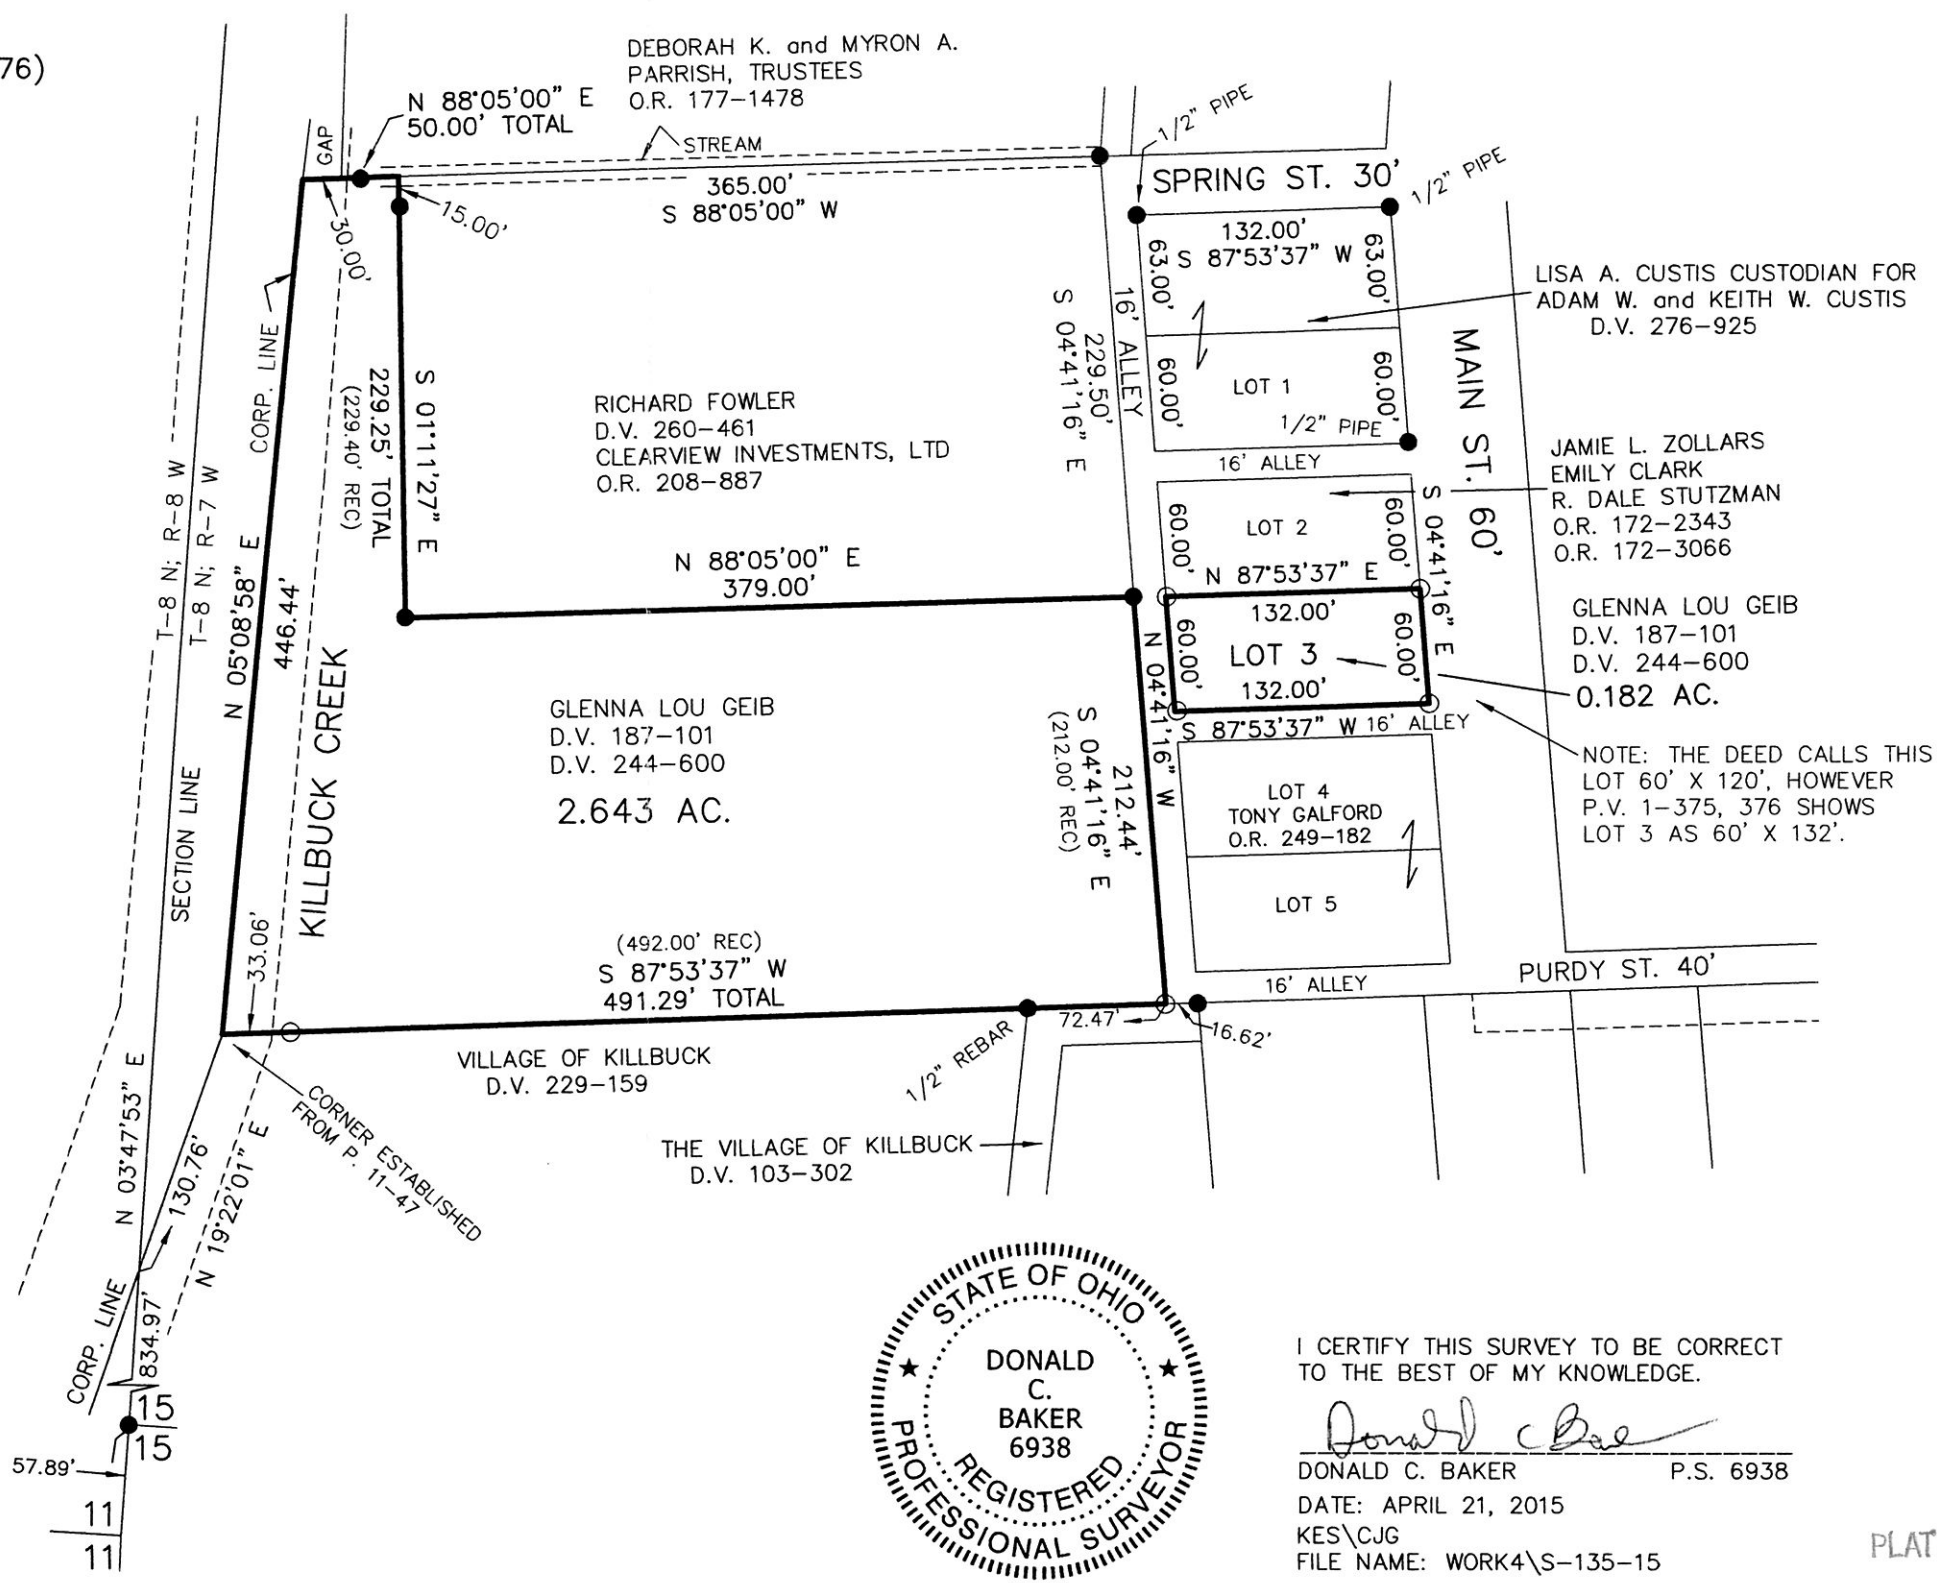 76)
DEBORAH K. and MYRON A.
PARRISH, TRUSTEES
O.R. 177-1478
N 88°05'00" E
50.00' TOTAL
GAP
STREAM
365.00'
S 88°05'00" W
15.00'
30.00'
1/2" PIPE
SPRING ST. 30'
1/2" PIPE
132.00'
S 87°53'37" W
63.00'
63.00'
LISA A. CUSTIS CUSTODIAN FOR
ADAM W. and KEITH W. CUSTIS
D.V. 276-925
CORP. LINE
229.25' TOTAL
(229.40' REC)
S 01°11'27" E
RICHARD FOWLER
D.V. 260-461
CLEARVIEW INVESTMENTS, LTD
O.R. 208-887
229.50'
S 04°41'16" E
16' ALLEY
60.00'
LOT 1
60.00'
1/2" PIPE
MAIN ST. 60'
16' ALLEY
JAMIE L. ZOLLARS
EMILY CLARK
R. DALE STUTZMAN
O.R. 172-2343
O.R. 172-3066
60.00'
LOT 2
60.00'
S 04°41'16" E
T-8 N; R-8 W
T-8 N; R-7 W
N 05°08'58" E
446.44'
N 88°05'00" E
379.00'
N 87°53'37" E
132.00'
60.00'
LOT 3
60.00'
132.00'
S 87°53'37" W
16' ALLEY
N 04°41'16" W
GLENNA LOU GEIB
D.V. 187-101
D.V. 244-600
0.182 AC.
KILLBUCK CREEK
GLENNA LOU GEIB
D.V. 187-101
D.V. 244-600
2.643 AC.
212.44'
S 04°41'16" E
(212.00' REC)
NOTE: THE DEED CALLS THIS
LOT 60' X 120', HOWEVER
P.V. 1-375, 376 SHOWS
LOT 3 AS 60' X 132'.
LOT 4
TONY GALFORD
O.R. 249-182
LOT 5
SECTION LINE
33.06'
(492.00' REC)
S 87°53'37" W
491.29' TOTAL
16' ALLEY
PURDY ST. 40'
72.47'
16.62'
1/2" REBAR
VILLAGE OF KILLBUCK
D.V. 229-159
CORNER ESTABLISHED
FROM P. 11-47
THE VILLAGE OF KILLBUCK
D.V. 103-302
N 03°47'53" E
130.76'
N 19°22'01" E
CORP. LINE
834.97'
15
15
57.89'
11
11
STATE OF OHIO
DONALD
C.
BAKER
6938
REGISTERED
PROFESSIONAL SURVEYOR
I CERTIFY THIS SURVEY TO BE CORRECT
TO THE BEST OF MY KNOWLEDGE.
Donald C Baker
DONALD C. BAKER P.S. 6938
DATE: APRIL 21, 2015
KES\CJG
FILE NAME: WORK4\S-135-15
PLAT